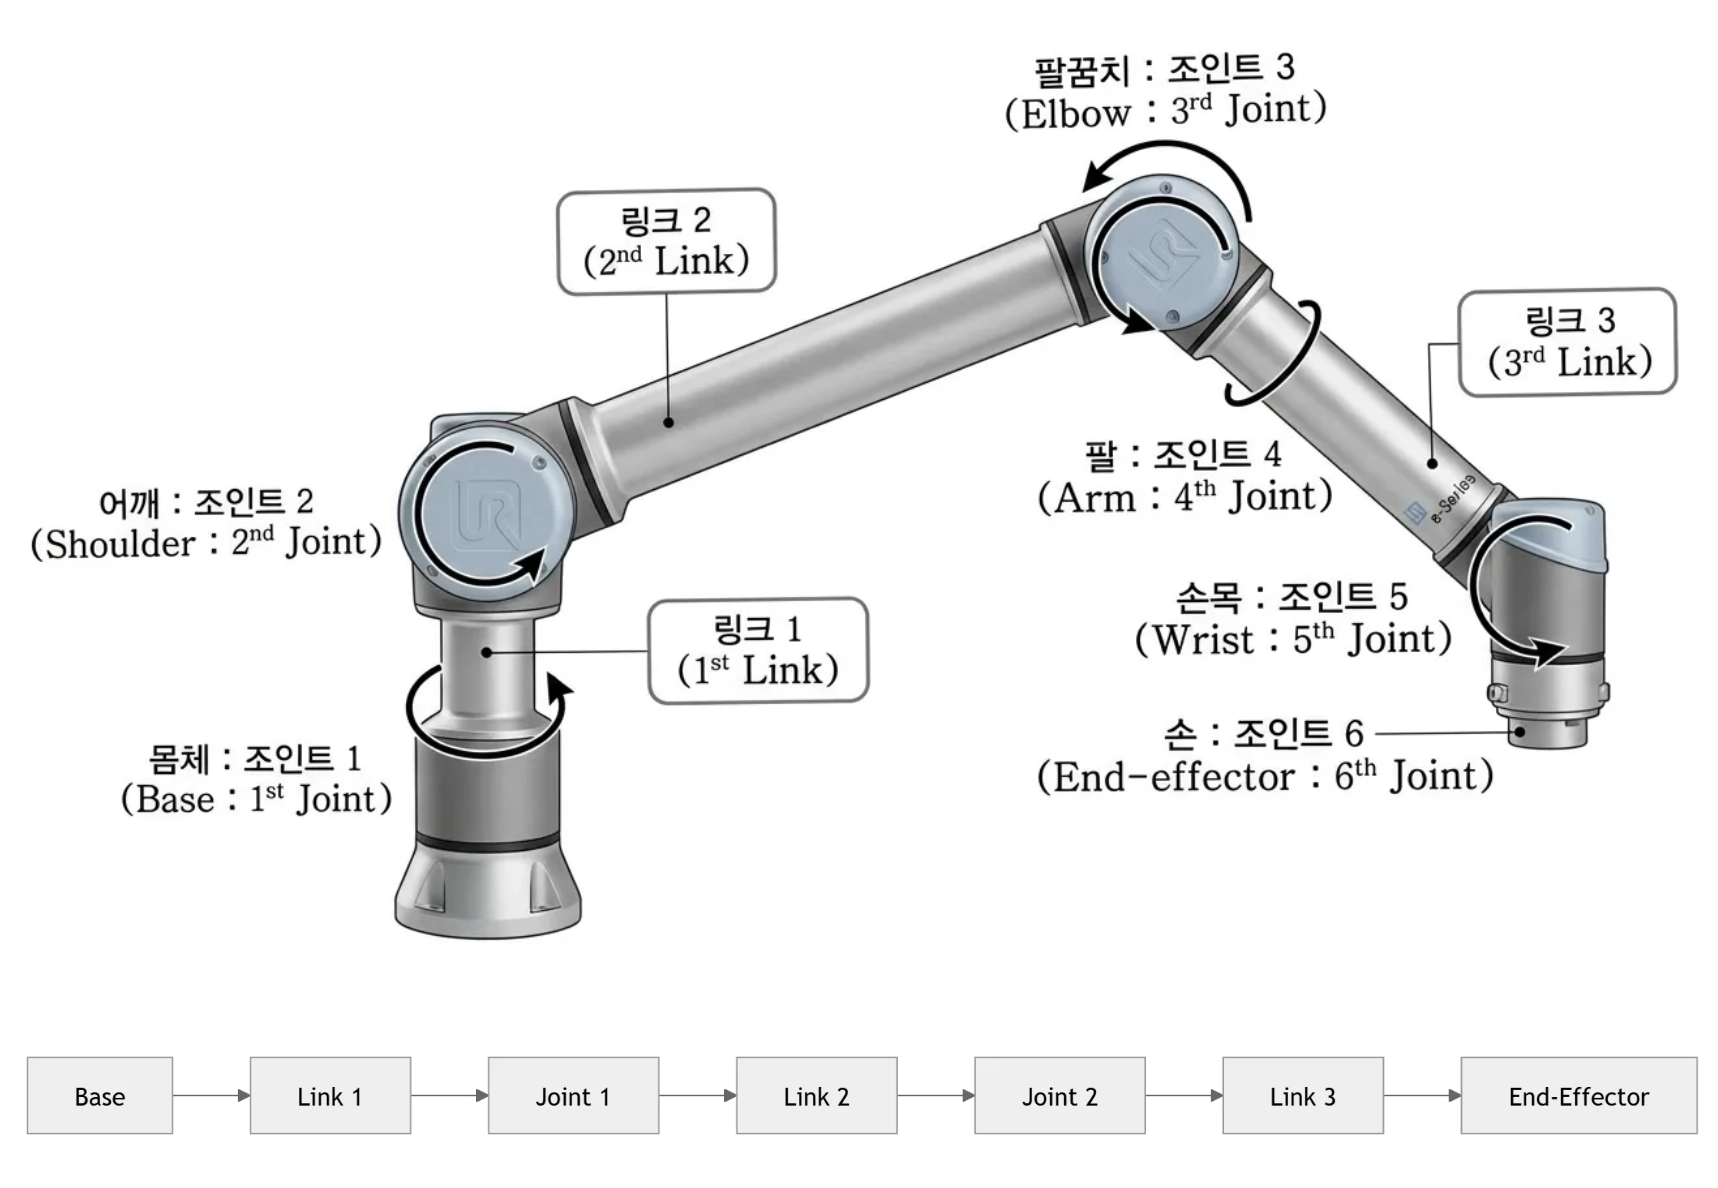 팔꿈치 : 조인트 3
(Elbow : 3rd Joint)
링크 2
(2nd Link)
링크 3
(3rd Link)
팔 : 조인트 4
(Arm : 4th Joint)
어깨 : 조인트 2
(Shoulder : 2nd Joint)
e-Series
손목 : 조인트 5
(Wrist : 5th Joint)
링크 1
(1st Link)
손 : 조인트 6
(End-effector : 6th Joint)
몸체 : 조인트 1
(Base : 1st Joint)
UR
UR
Base
Link 1
Joint 1
Link 2
Joint 2
Link 3
End-Effector